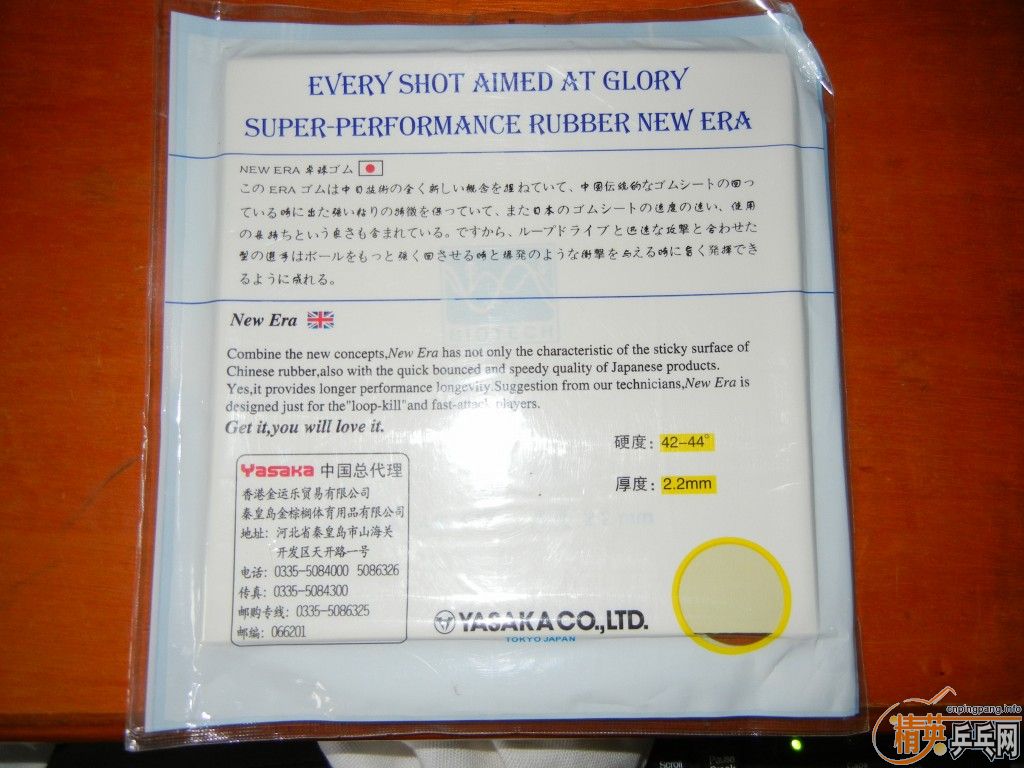 EVERY SHOT AIMED AT GLORY
SUPER-PERFORMANCE RUBBER NEW ERA
NEW ERA 卓球ゴム
この ERA ゴムは中日技術の全く新しい概念を握ねていて、中国伝統的なゴムシートの回っ
ている時に出た強い粘りの特徴を保っていて、また日本のゴムシートの速度の速い、使用
の長持ちという良さも含まれている。ですから、ループドライブと迅速な攻撃と合わせた
型の選手はボールをもっと強く回させる時と爆発のような衝撃を与える時に旨く発揮でき
るように成れる。
New Era
Combine the new concepts,New Era has not only the characteristic of the sticky surface of
Chinese rubber,also with the quick bounced and speedy quality of Japanese products.
Yes,it provides longer performance longevity.Suggestion from our technicians,New Era is
designed just for the"loop-kill"and fast-attack players.
Get it,you will love it.
硬度: 42-44°
厚度: 2.2mm
Yasaka 中国总代理
香港金运乐贸易有限公司
秦皇岛金棕榈体育用品有限公司
地址: 河北省秦皇岛市山海关
开发区天开路一号
电话: 0335-5084000 5086326
传真: 0335-5084300
邮购专线: 0335-5086325
邮编: 066201
YASAKA CO.,LTD.
TOKYO JAPAN
cnpingpang.info
精英乒乓网
Scroll
Pause